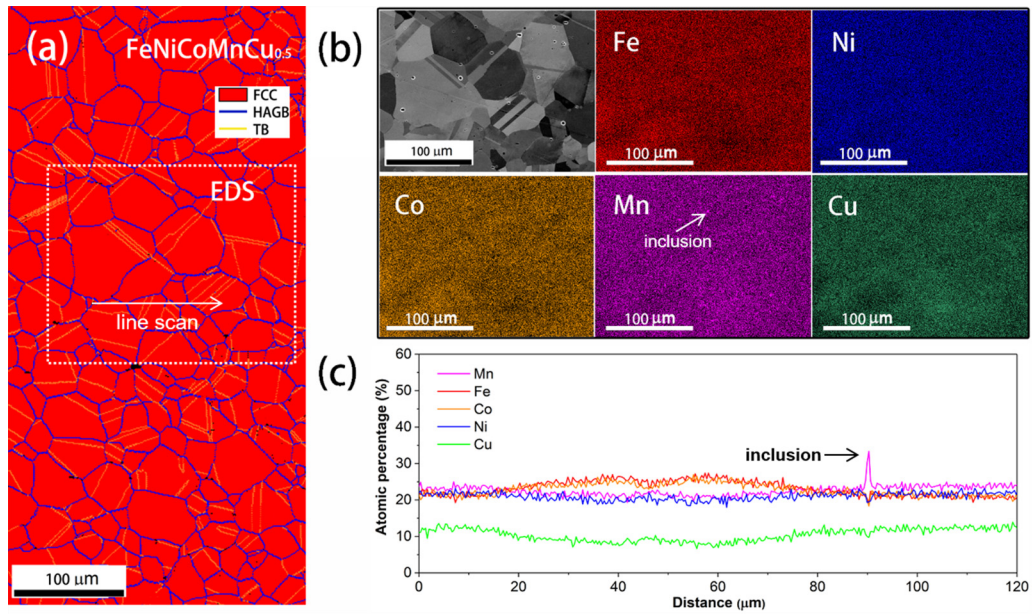 (a)
FeNiCoMnCu0.5
FCC
HAGB
TB
EDS
line scan
100 μm
(b)
100 μm
Fe
100 μm
Ni
100 μm
Co
100 μm
Mn
inclusion
100 μm
Cu
100 μm
(c)
Atomic percentage (%)
60
50
40
30
20
10
0
Mn
Fe
Co
Ni
Cu
inclusion
0 20 40 60 80 100 120
Distance (μm)